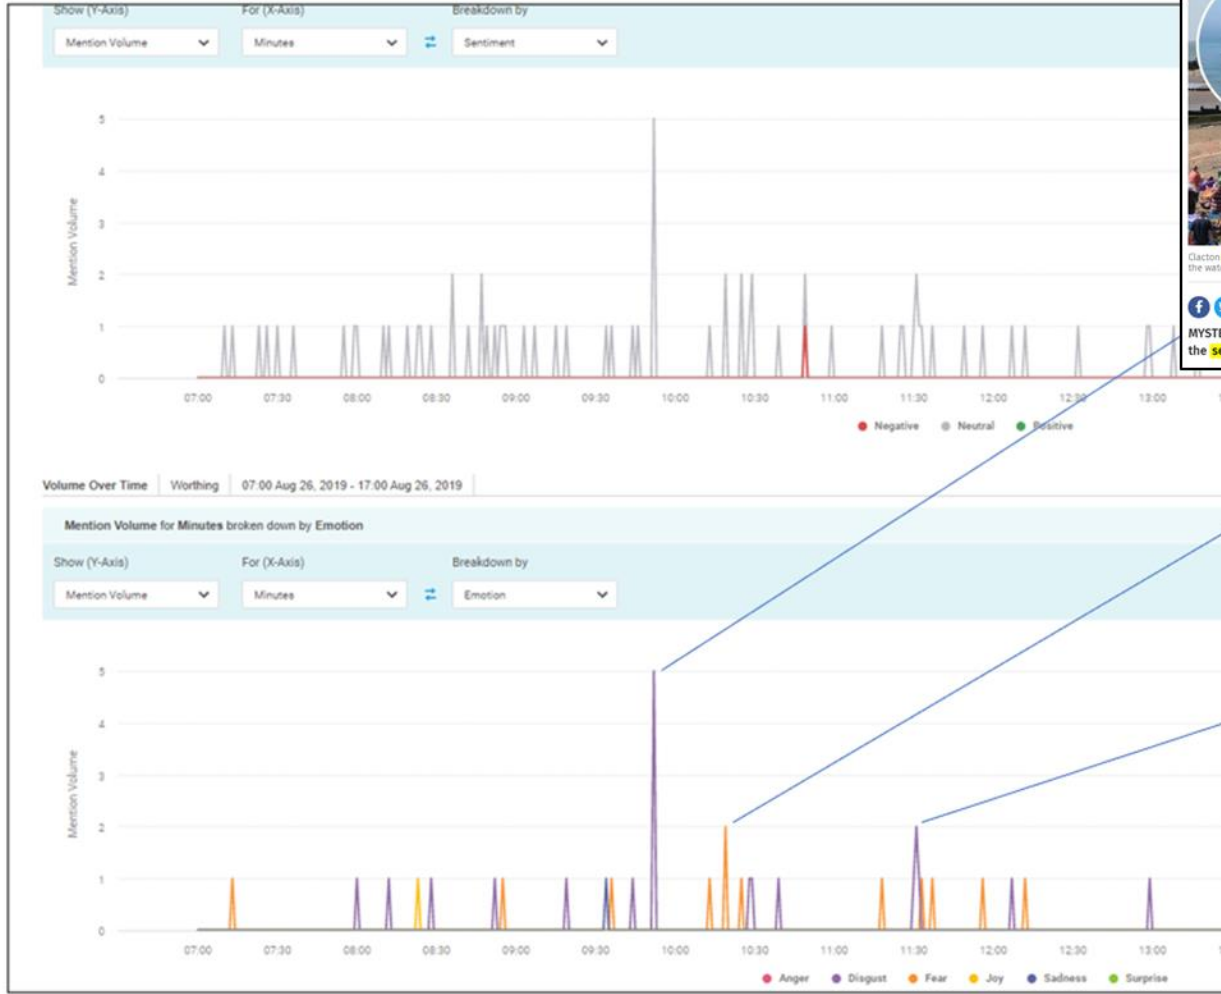 Show (Y-Axis) For (X-Axis) Breakdown by
Mention Volume Minutes Sentiment
5
4
3
2
1
0
Mention Volume
07:00 07:30 08:00 08:30 09:00 09:30 10:00 10:30 11:00 11:30 12:00 12:30 13:00
Negative Neutral Positive
Clacton
the wat
f
MYSTE
the se
Volume Over Time Worthing 07:00 Aug 26, 2019 - 17:00 Aug 26, 2019
Mention Volume for Minutes broken down by Emotion
Show (Y-Axis) For (X-Axis) Breakdown by
Mention Volume Minutes Emotion
5
4
3
2
1
0
Mention Volume
07:00 07:30 08:00 08:30 09:00 09:30 10:00 10:30 11:00 11:30 12:00 12:30 13:00
Anger Disgust Fear Joy Sadness Surprise